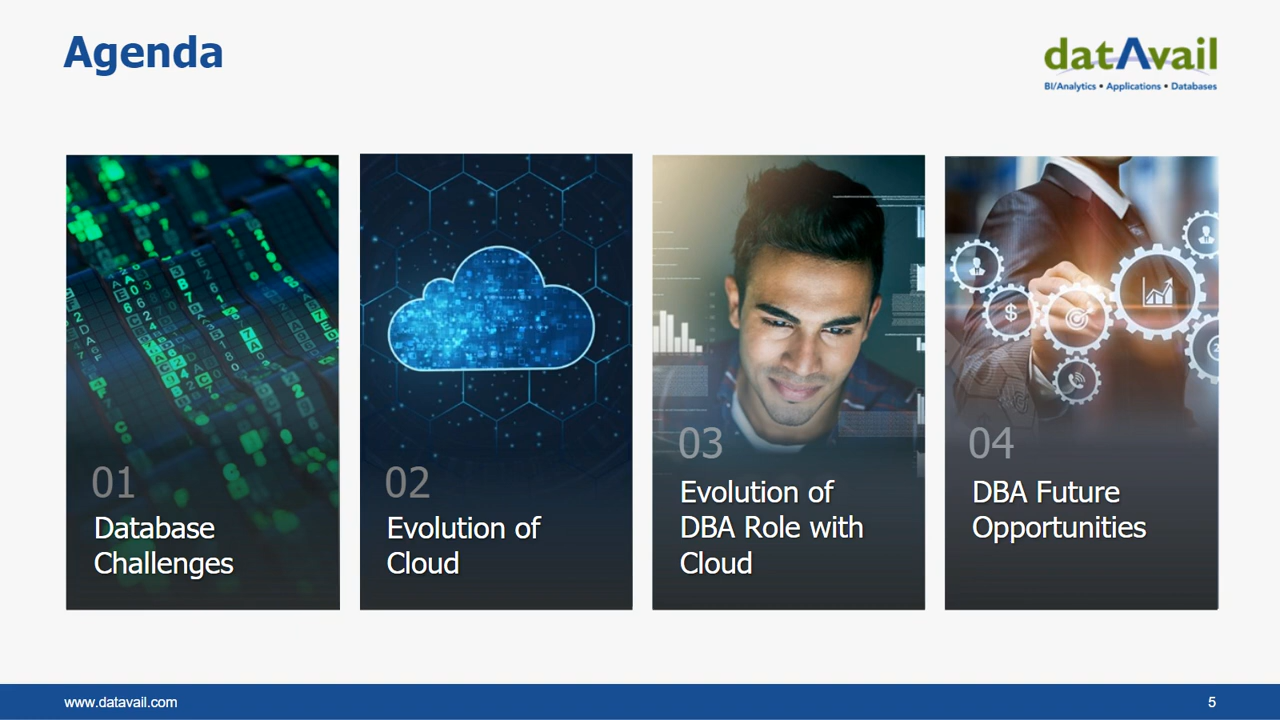 Agenda
datAvail
BI/Analytics • Applications • Databases
01
Database
Challenges
02
Evolution of
Cloud
03
Evolution of
DBA Role with
Cloud
04
DBA Future
Opportunities
www.datavail.com
5